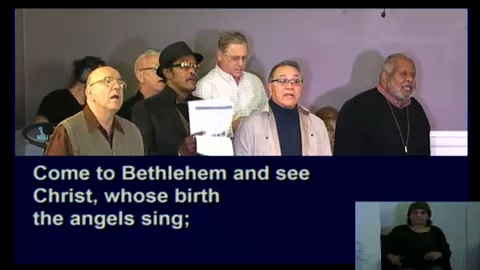 Come to Bethlehem and see
Christ, whose birth
the angels sing;